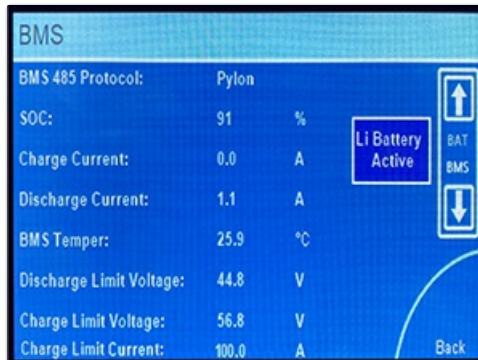 BMS
BMS 485 Protocol: Pylon
SOC: 91 %
Charge Current: 0.0 A
Discharge Current: 1.1 A
BMS Temper: 25.9 °C
Discharge Limit Voltage: 44.8 V
Charge Limit Voltage: 56.8 V
Charge Limit Current: 100.0 A
Li Battery
Active
BAT
BMS
Back